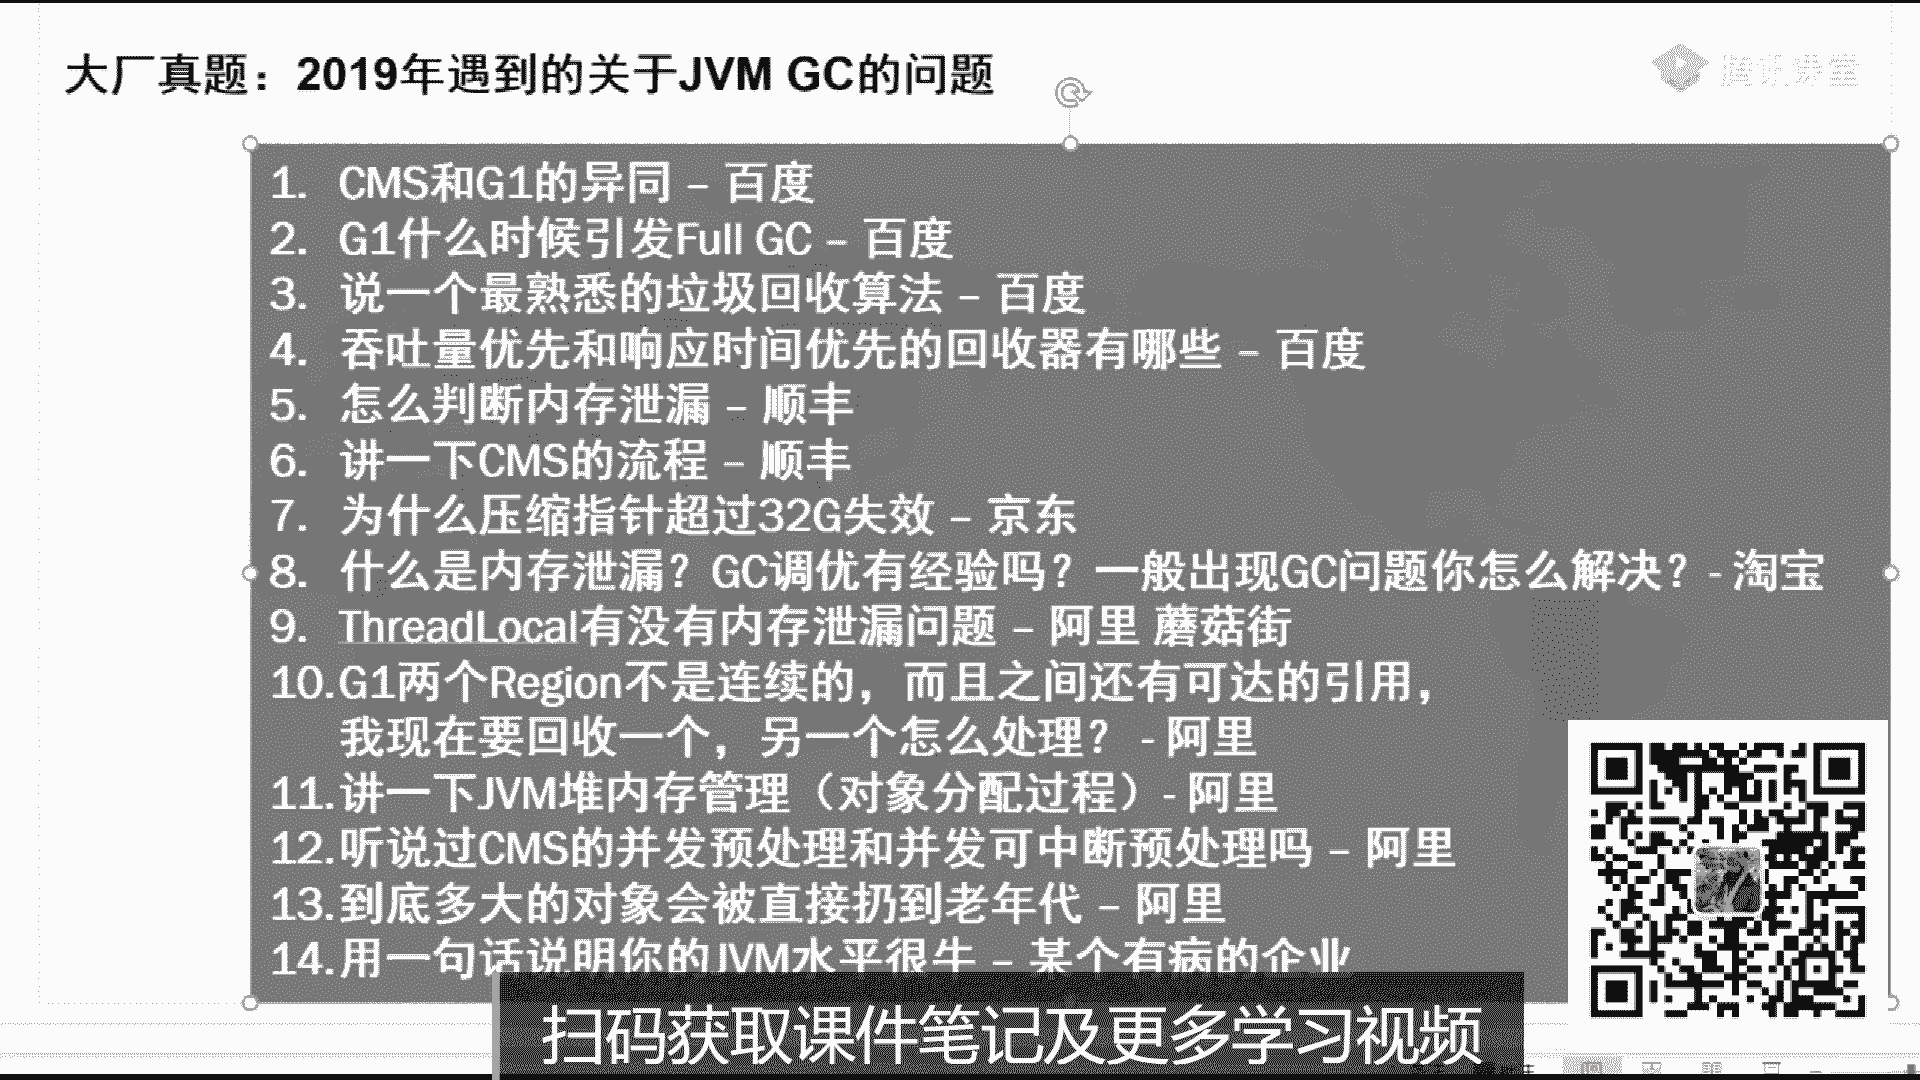 大厂真题：2019年遇到的关于JVM GC的问题
腾讯课堂
1. CMS和G1的异同 – 百度
2. G1什么时候引发Full GC – 百度
3. 说一个最熟悉的垃圾回收算法 – 百度
4. 吞吐量优先和响应时间优先的回收器有哪些 – 百度
5. 怎么判断内存泄漏 – 顺丰
6. 讲一下CMS的流程 – 顺丰
7. 为什么压缩指针超过32G失效 – 京东
8. 什么是内存泄漏？GC调优有经验吗？一般出现GC问题你怎么解决？- 淘宝
9. ThreadLocal有没有内存泄漏问题 – 阿里 蘑菇街
10.G1两个Region不是连续的，而且之间还有可达的引用，
我现在要回收一个，另一个怎么处理？ - 阿里
11.讲一下JVM堆内存管理（对象分配过程）- 阿里
12.听说过CMS的并发预处理和并发可中断预处理吗 – 阿里
13.到底多大的对象会被直接扔到老年代 – 阿里
14.用一句话说明你的JVM水平很牛 – 某个有病的企业
扫码获取课件笔记及更多学习视频